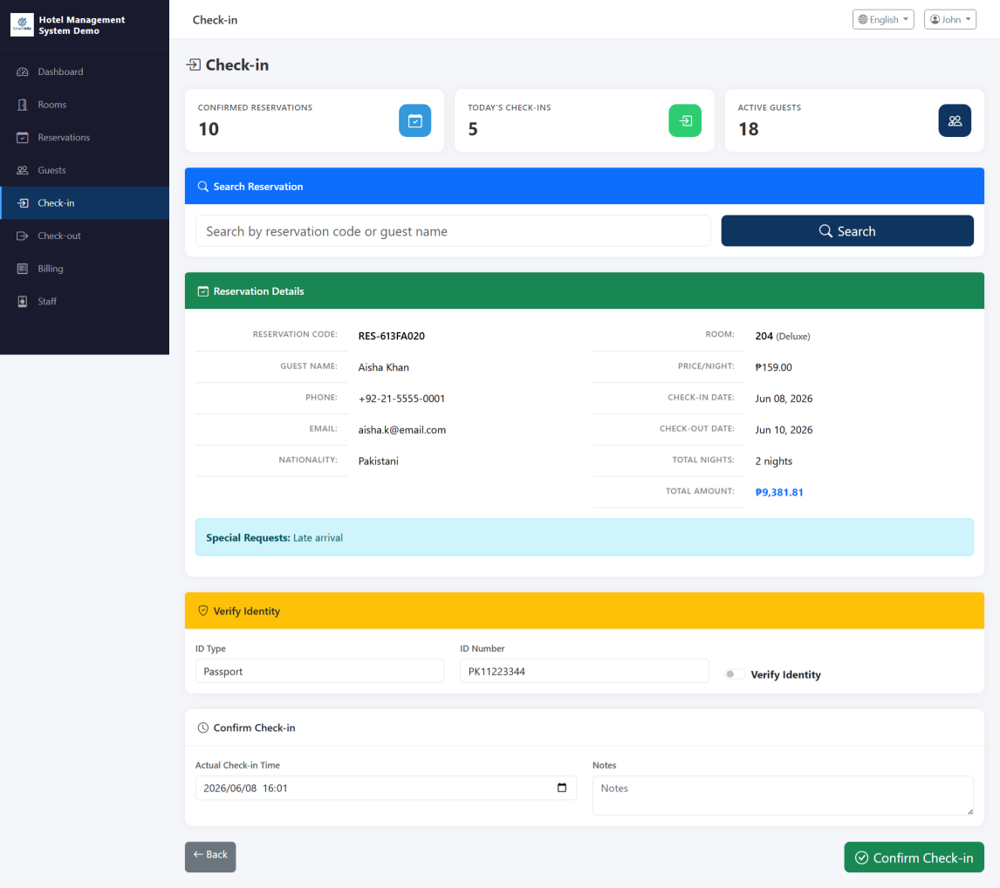 Hotel Management
System Demo
Dashboard
Rooms
Reservations
Guests
Check-in
Check-out
Billing
Staff
Check-in
English
John
Check-in
CONFIRMED RESERVATIONS
10
TODAY'S CHECK-INS
5
ACTIVE GUESTS
18
Search Reservation
Search by reservation code or guest name
Search
Reservation Details
RESERVATION CODE: RES-613FA020
GUEST NAME: Aisha Khan
PHONE: +92-21-5555-0001
EMAIL: aisha.k@email.com
NATIONALITY: Pakistani
ROOM: 204 (Deluxe)
PRICE/NIGHT: ₱159.00
CHECK-IN DATE: Jun 08, 2026
CHECK-OUT DATE: Jun 10, 2026
TOTAL NIGHTS: 2 nights
TOTAL AMOUNT: ₱9,381.81
Special Requests: Late arrival
Verify Identity
ID Type
Passport
ID Number
PK11223344
Verify Identity
Confirm Check-in
Actual Check-in Time
2026/06/08 16:01
Notes
Notes
← Back
Confirm Check-in